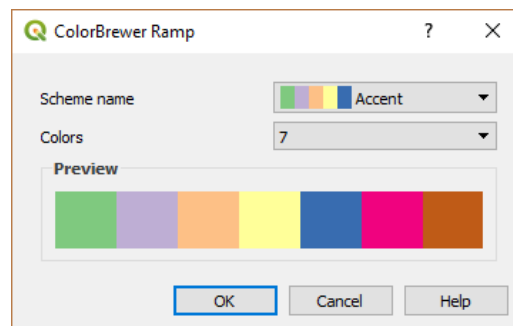 ColorBrewer Ramp
Scheme name Accent
Colors 7
Preview
OK Cancel Help